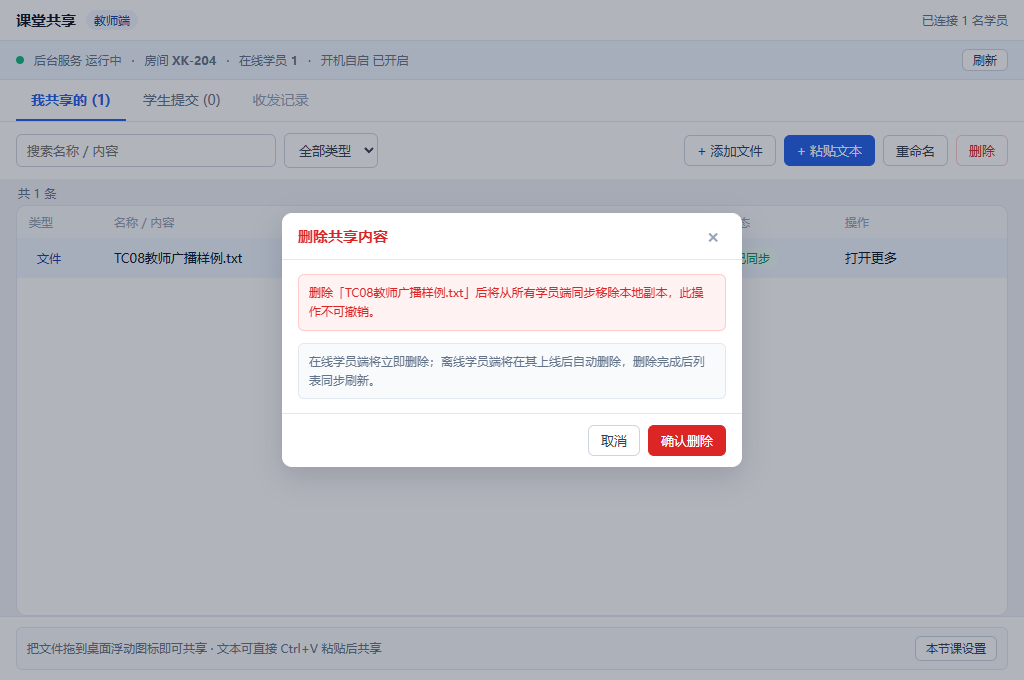 课堂共享 教师端 已连接 1 名学员
后台服务 运行中 · 房间 XK-204 · 在线学员 1 · 开机自启 已开启 刷新
我共享的 (1) 学生提交 (0) 收发记录
搜索名称 / 内容 全部类型 + 添加文件 + 粘贴文本 重命名 删除
共 1 条
类型 名称 / 内容 态 操作
文件 TC08教师广播样例.txt 同步 打开更多
删除共享内容 ×
删除「TC08教师广播样例.txt」后将从所有学员端同步移除本地副本，此操
作不可撤销。
在线学员端将立即删除；离线学员端将在其上线后自动删除，删除完成后列
表同步刷新。
取消 确认删除
把文件拖到桌面浮动图标即可共享 · 文本可直接 Ctrl+V 粘贴后共享 本节课设置